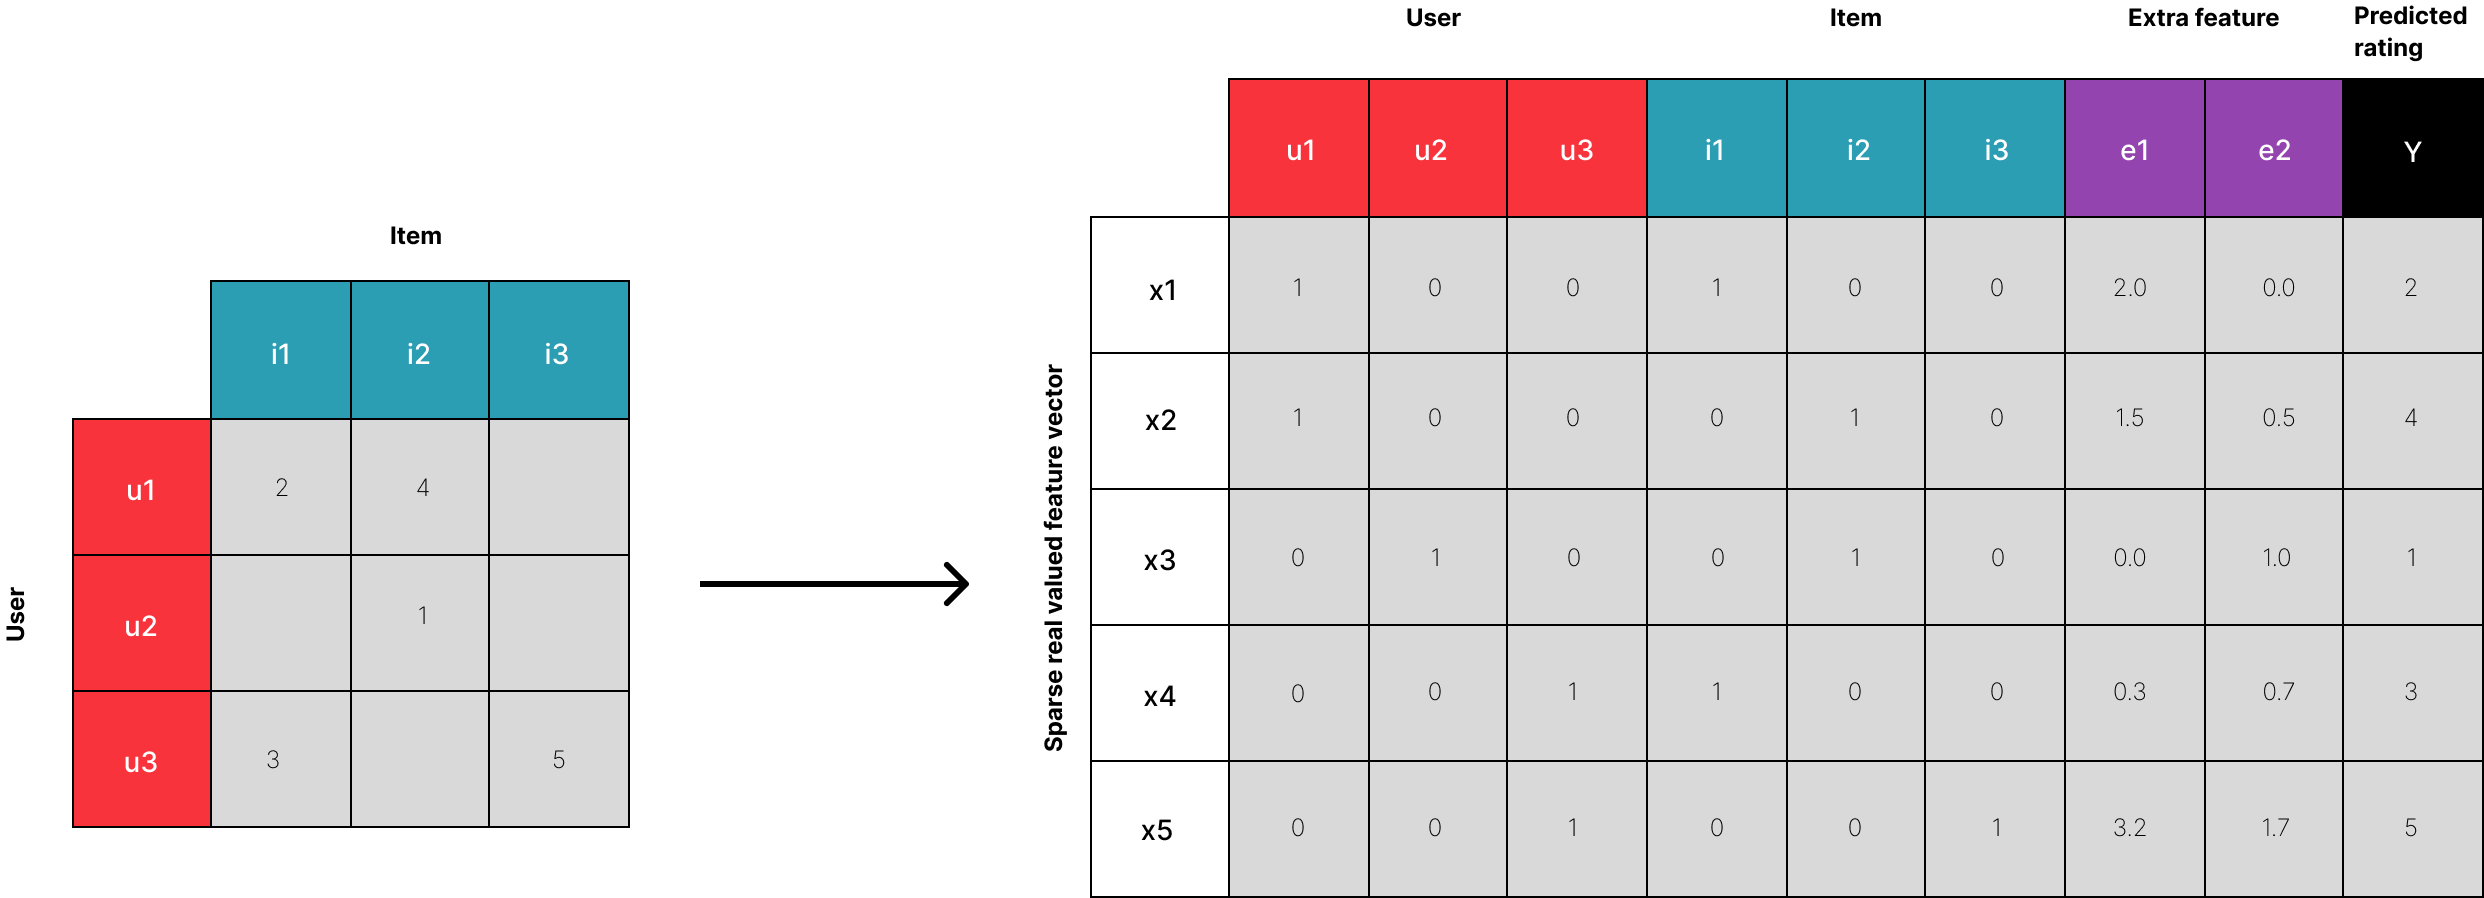 Item
i1 i2 i3
User
u1 2 4
u2 1
u3 3 5
User Item Extra feature Predicted
rating
u1 u2 u3 i1 i2 i3 e1 e2 Y
Sparse real valued feature vector
x1 1 0 0 1 0 0 2.0 0.0 2
x2 1 0 0 0 1 0 1.5 0.5 4
x3 0 1 0 0 1 0 0.0 1.0 1
x4 0 0 1 1 0 0 0.3 0.7 3
x5 0 0 1 0 0 1 3.2 1.7 5